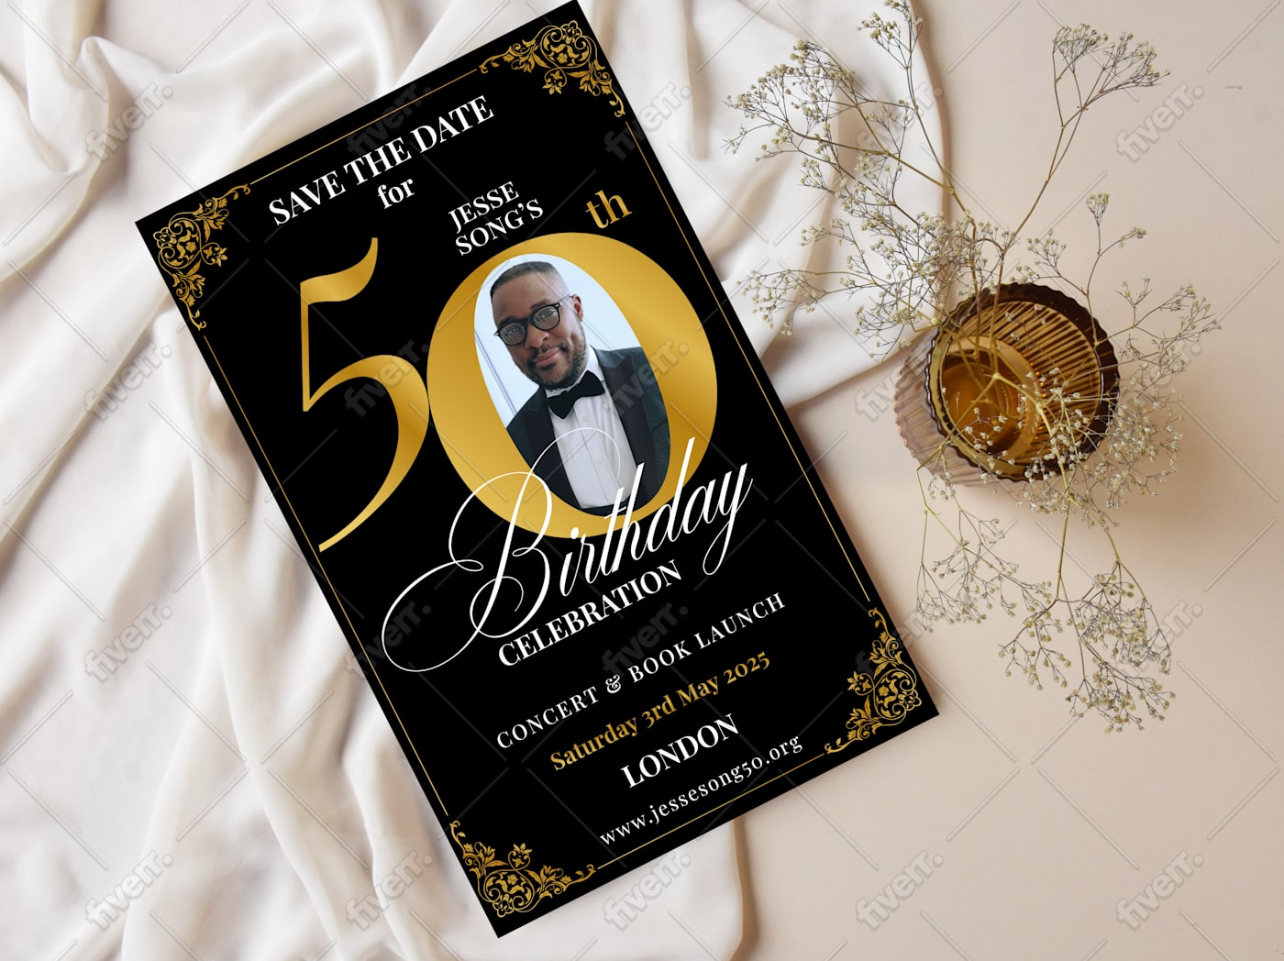 SAVE THE DATE
for
JESSE
SONG'S
50th
Birthday
CELEBRATION
CONCERT & BOOK LAUNCH
Saturday 3rd May 2025
LONDON
www.jessesong50.org
fiverr.